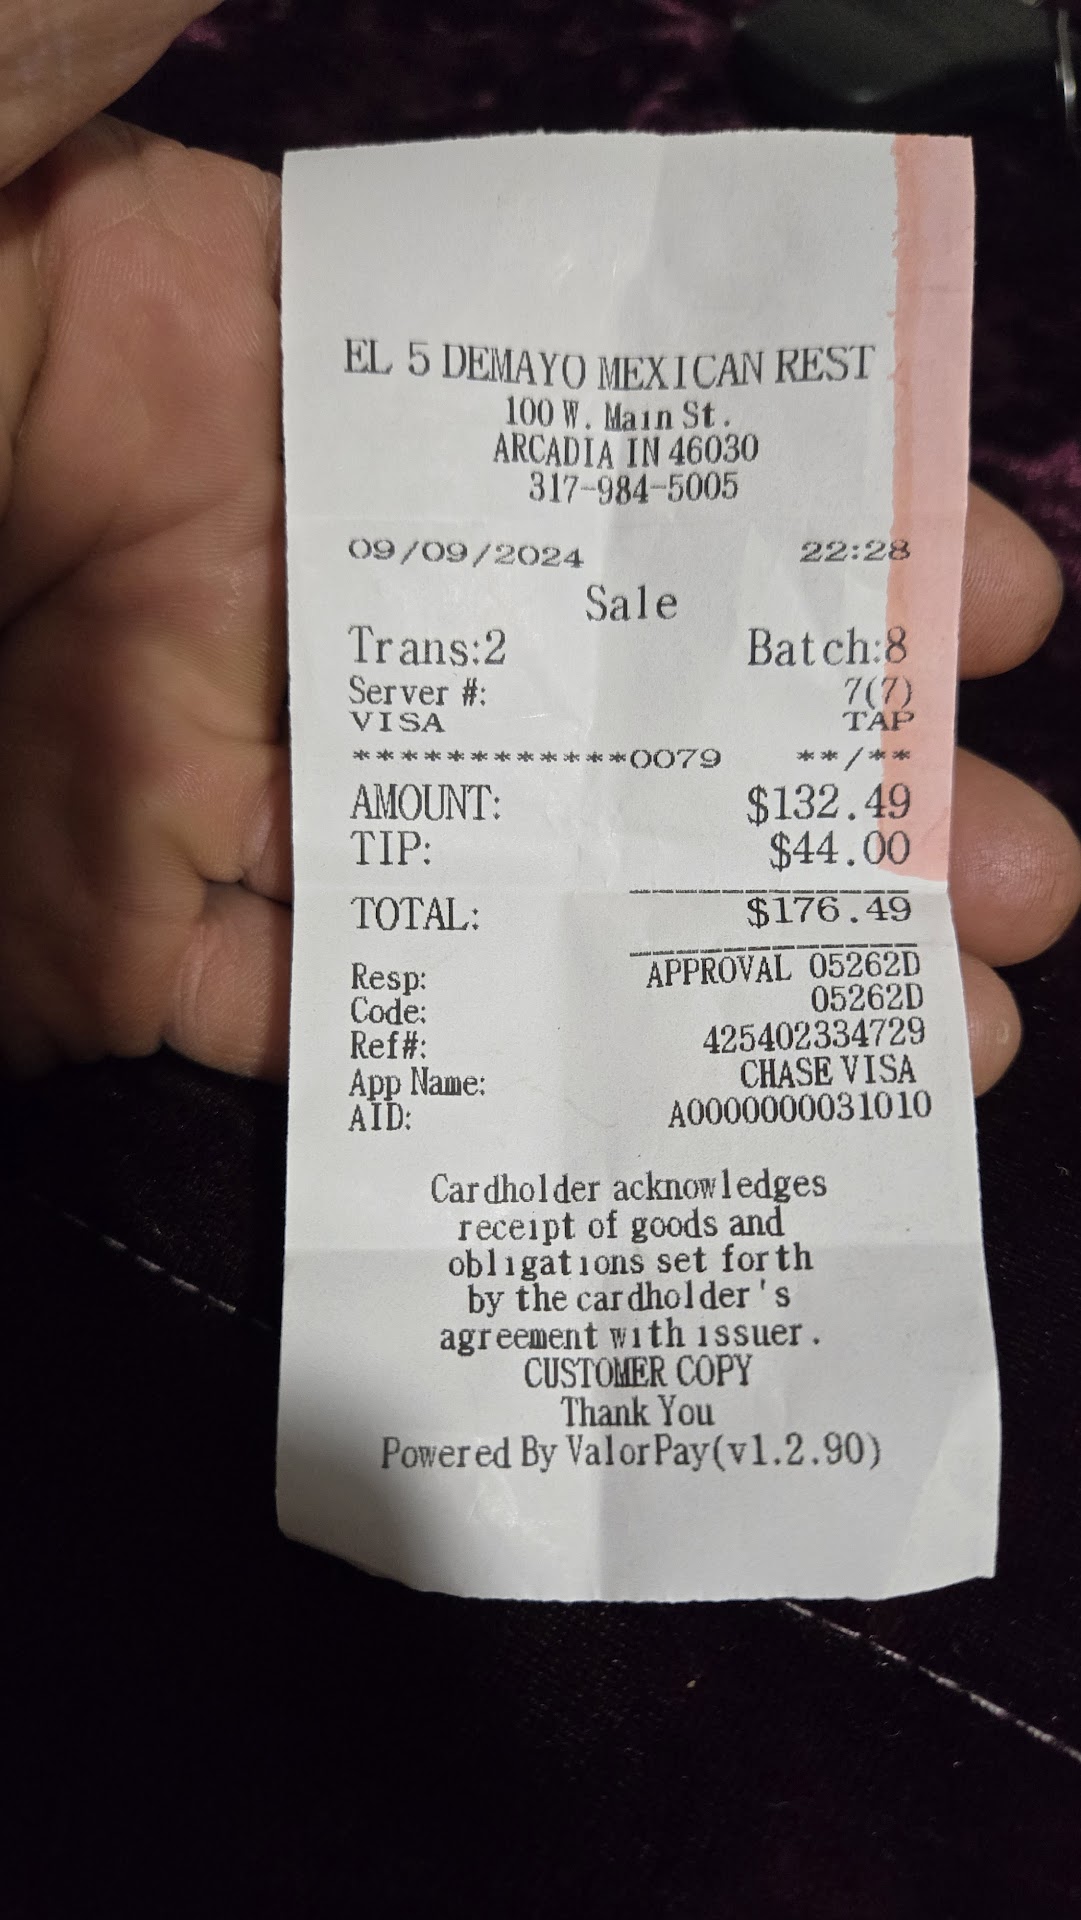 EL 5 DEMAYO MEXICAN REST
100 W. Main St.
ARCADIA IN 46030
317-984-5005
09/09/2024 22:28
Sale
Trans:2 Batch:8
Server #: 7(7)
VISA TAP
************0079 **/**
AMOUNT: $132.49
TIP: $44.00
TOTAL: $176.49
Resp: APPROVAL 05262D
Code: 05262D
Ref#: 425402334729
App Name: CHASE VISA
AID: A0000000031010
Cardholder acknowledges
receipt of goods and
obligations set forth
by the cardholder's
agreement with issuer.
CUSTOMER COPY
Thank You
Powered By ValorPay(v1.2.90)